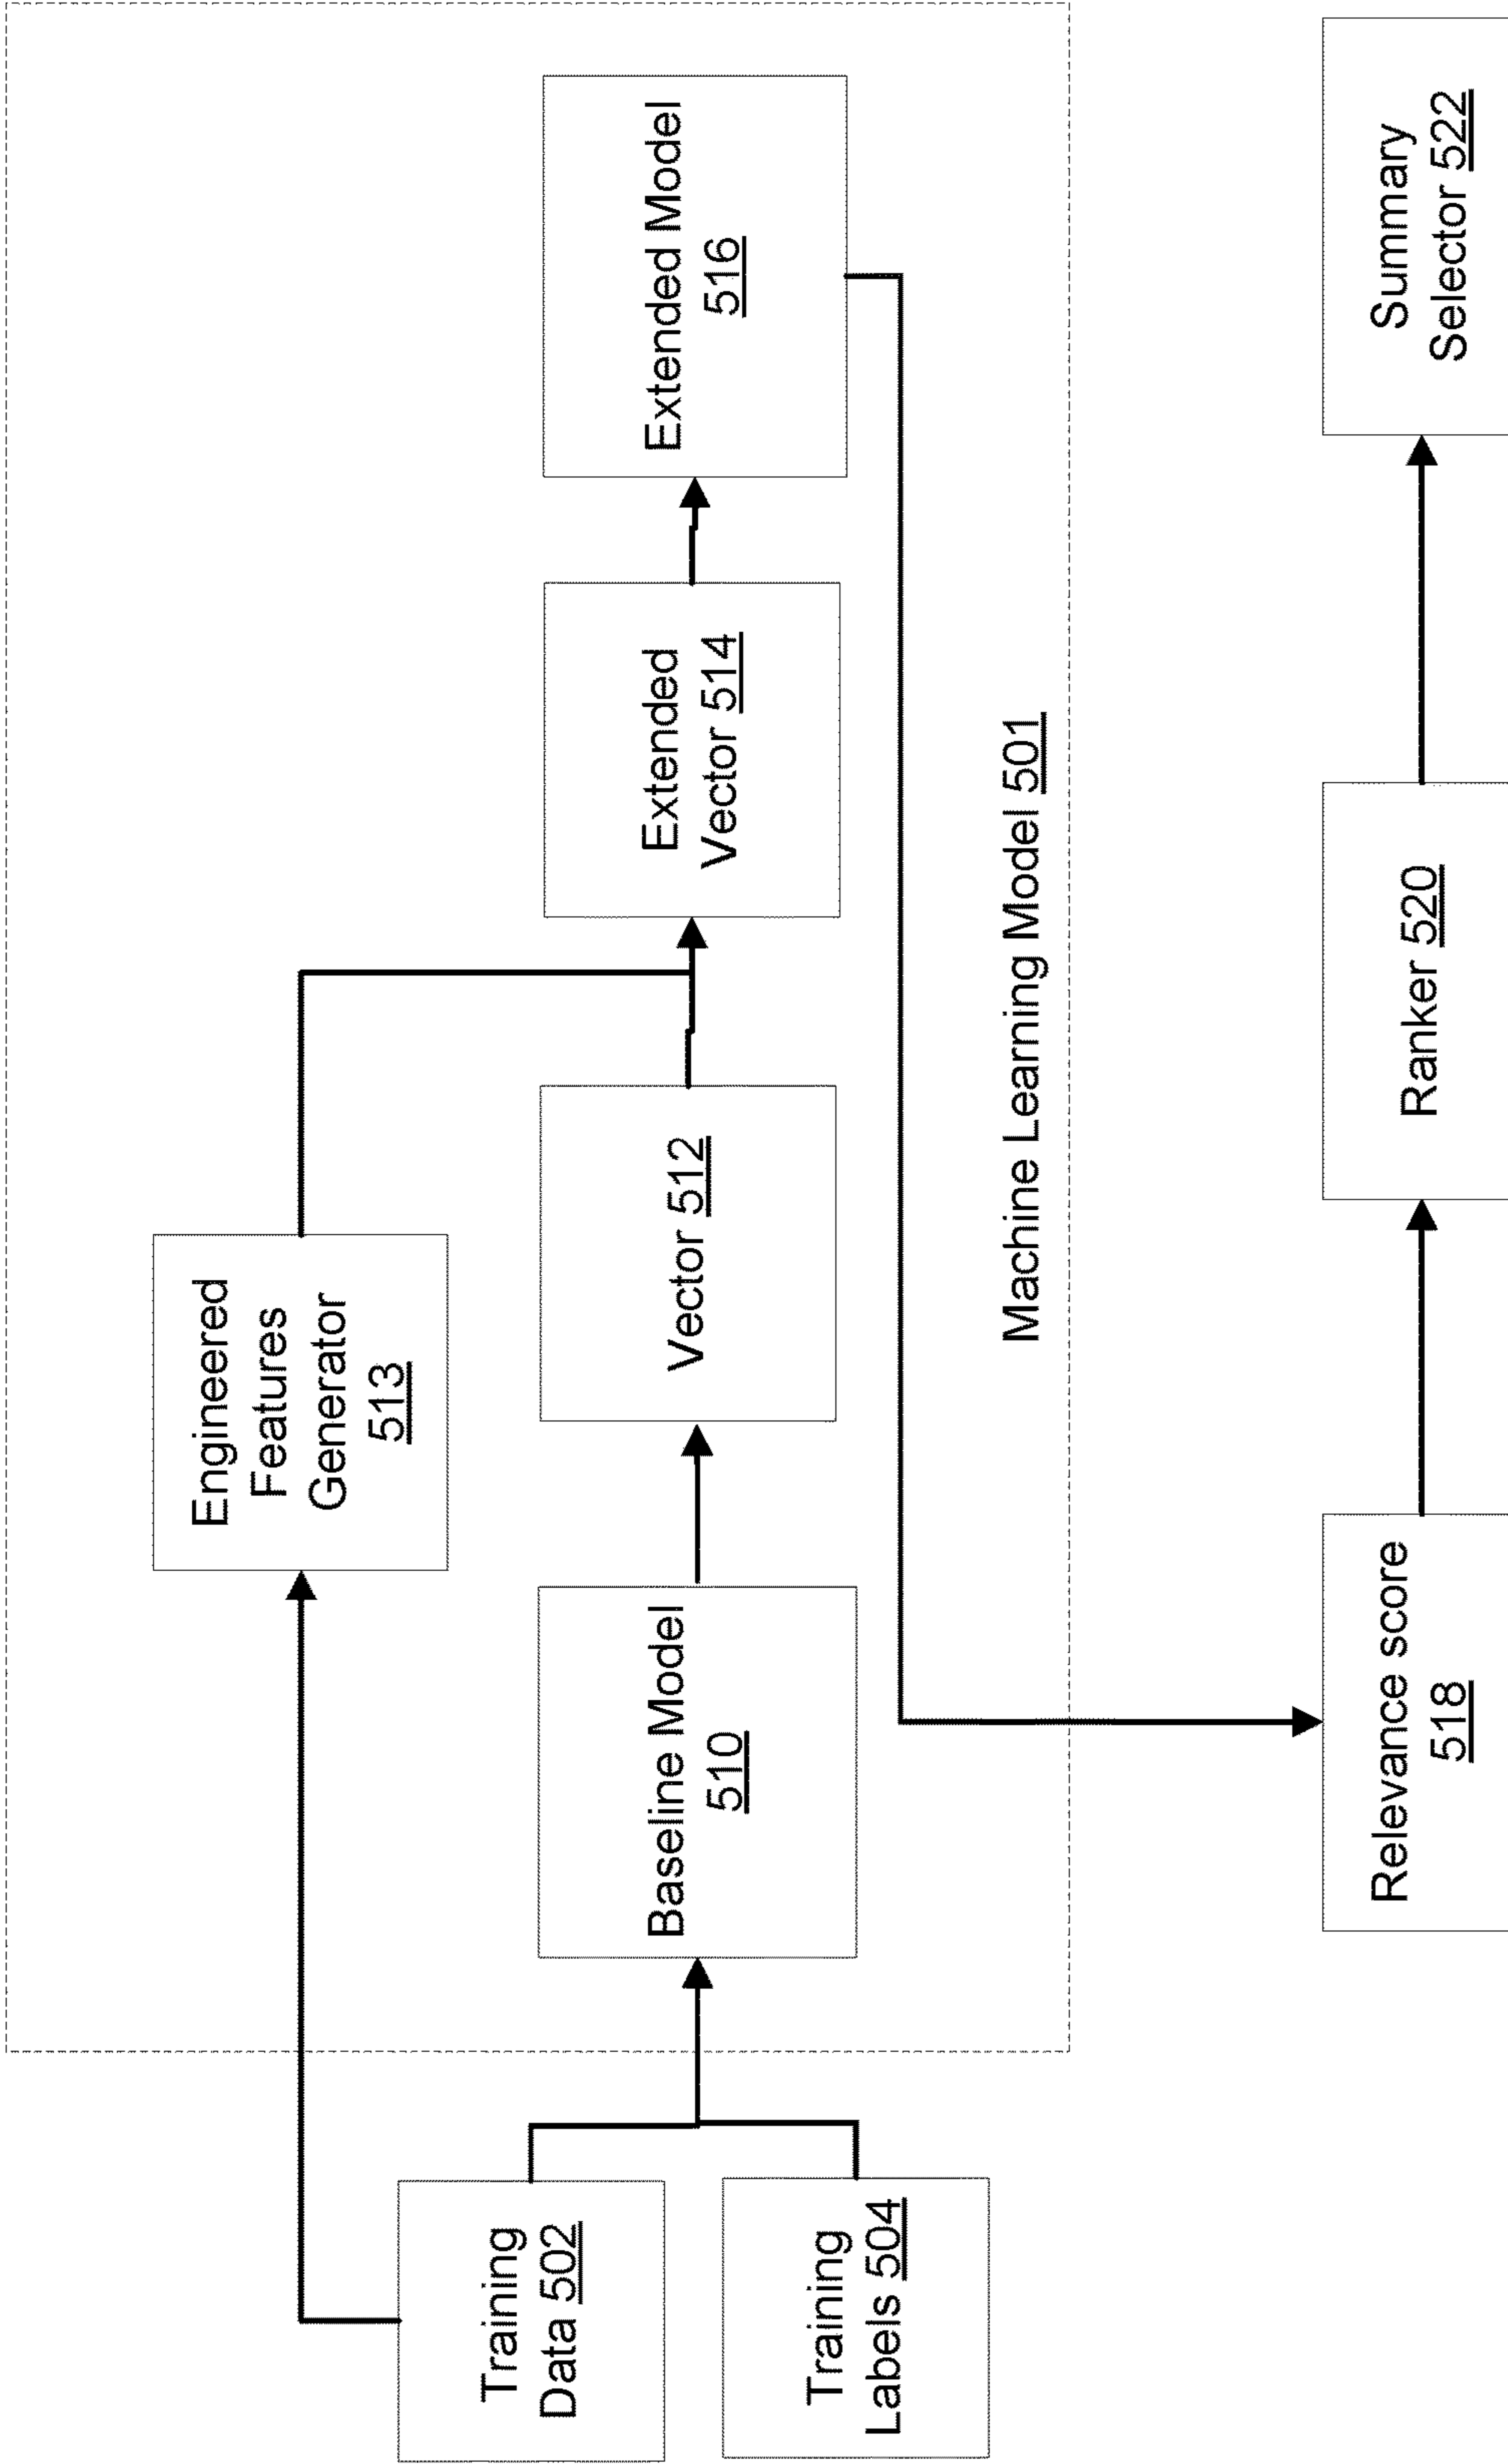 Training
Data 502
Training
Labels 504
Engineered
Features
Generator
513
Baseline Model
510
Vector 512
Extended
Vector 514
Extended Model
516
Machine Learning Model 501
Relevance score
518
Ranker 520
Summary
Selector 522